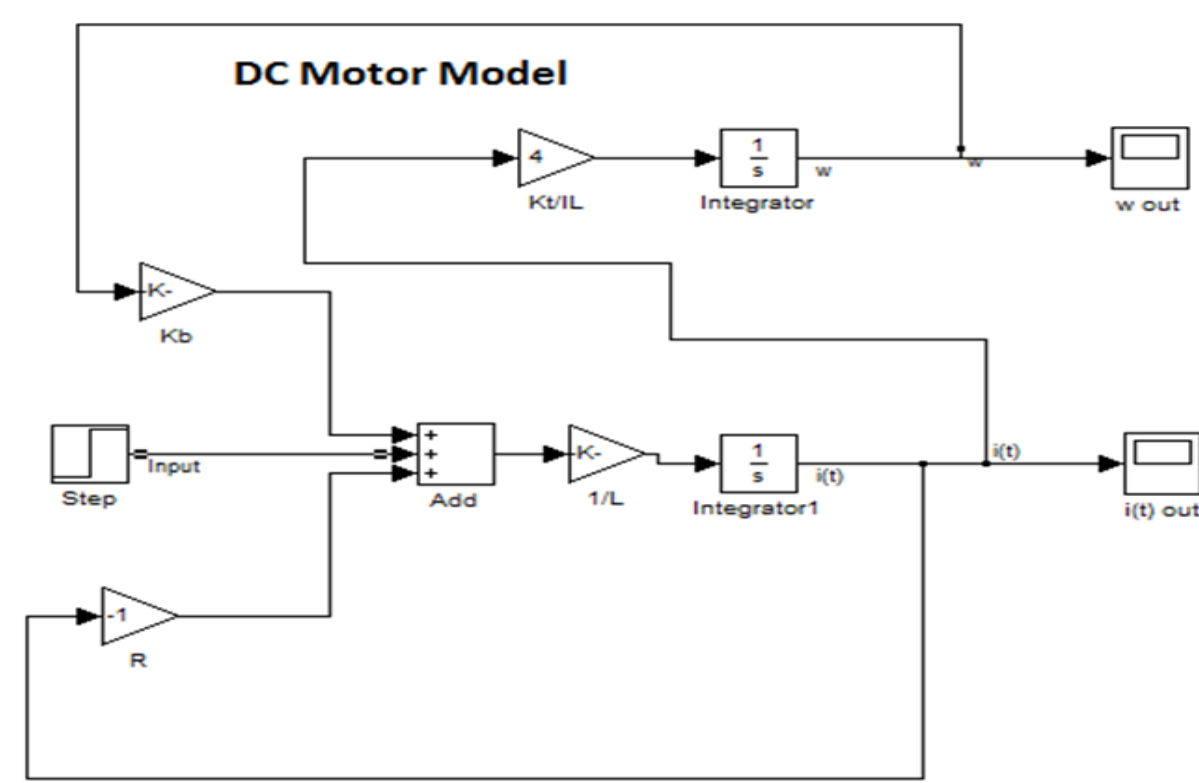 DC Motor Model
4
Kt/IL
1
s
Integrator
w
w
w out
-K-
Kb
Step
Input
+
+
+
Add
-K-
1/L
1
s
Integrator1
i(t)
i(t)
i(t) out
-1
R